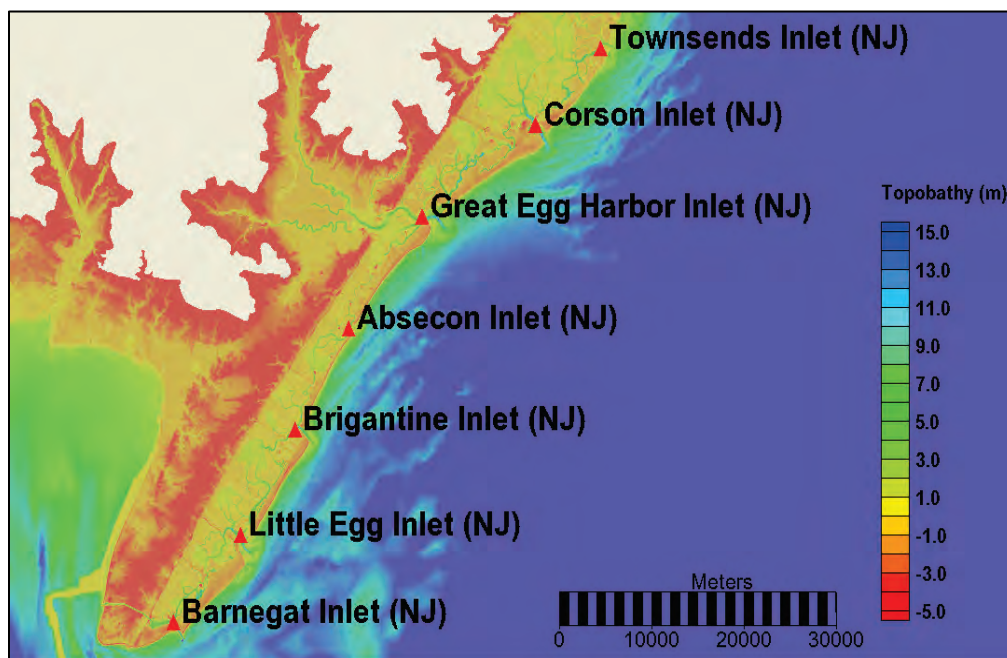 Townsends Inlet (NJ)
Corson Inlet (NJ)
Great Egg Harbor Inlet (NJ)
Absecon Inlet (NJ)
Brigantine Inlet (NJ)
Little Egg Inlet (NJ)
Barnegat Inlet (NJ)
Topobathy (m)
15.0
13.0
11.0
9.0
7.0
5.0
3.0
1.0
-1.0
-3.0
-5.0
Meters
0 10000 20000 30000